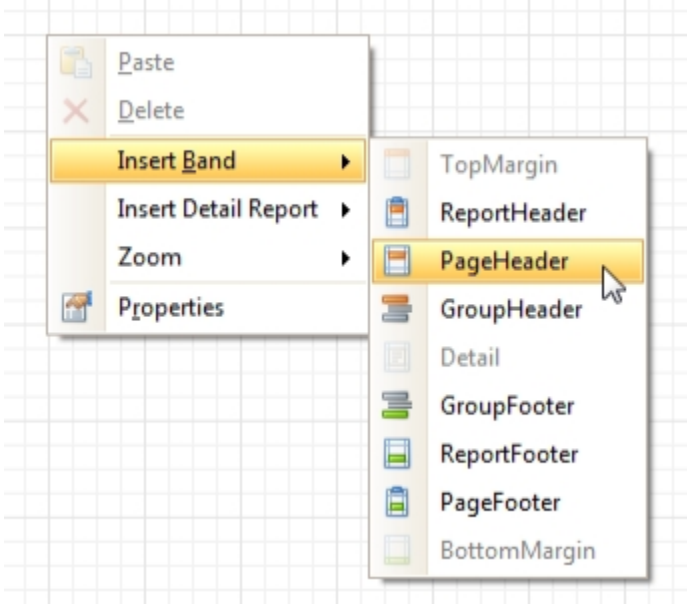 Paste
Delete
Insert Band
Insert Detail Report
Zoom
Properties
TopMargin
ReportHeader
PageHeader
GroupHeader
Detail
GroupFooter
ReportFooter
PageFooter
BottomMargin